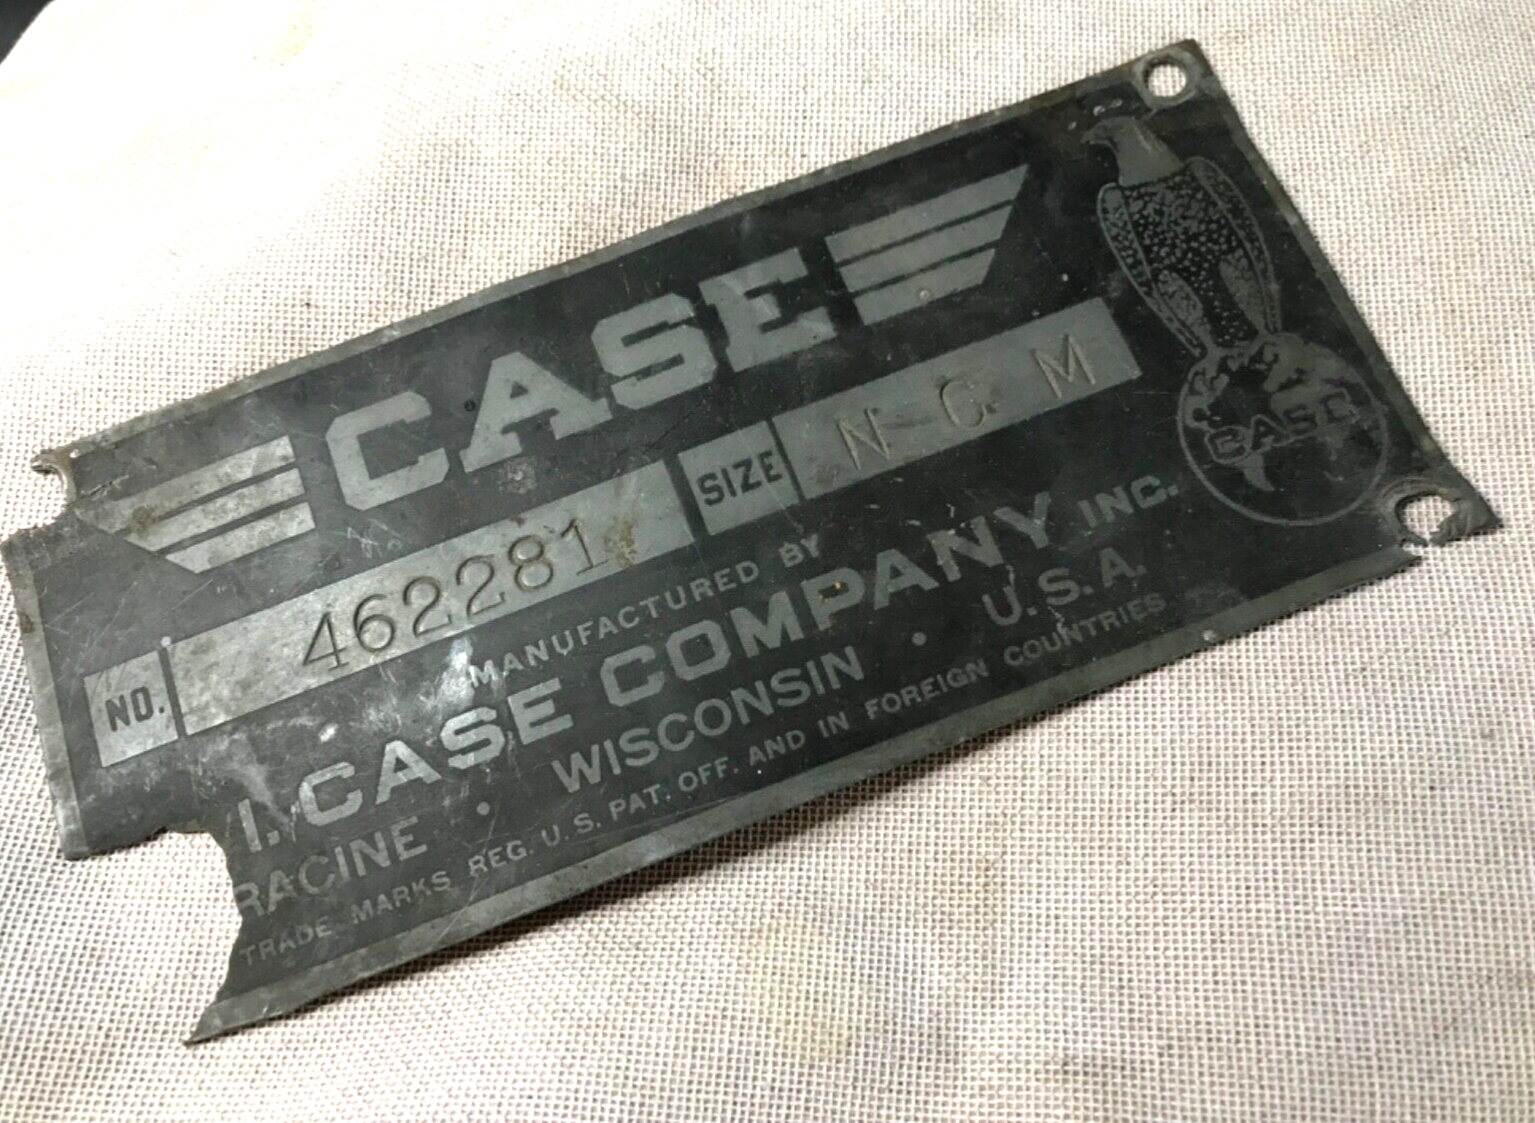 CASE
NO. 462281 SIZE N C M
MANUFACTURED BY
I. CASE COMPANY INC.
RACINE • WISCONSIN • U.S.A.
TRADE MARKS REG. U.S. PAT. OFF. AND IN FOREIGN COUNTRIES
CASE